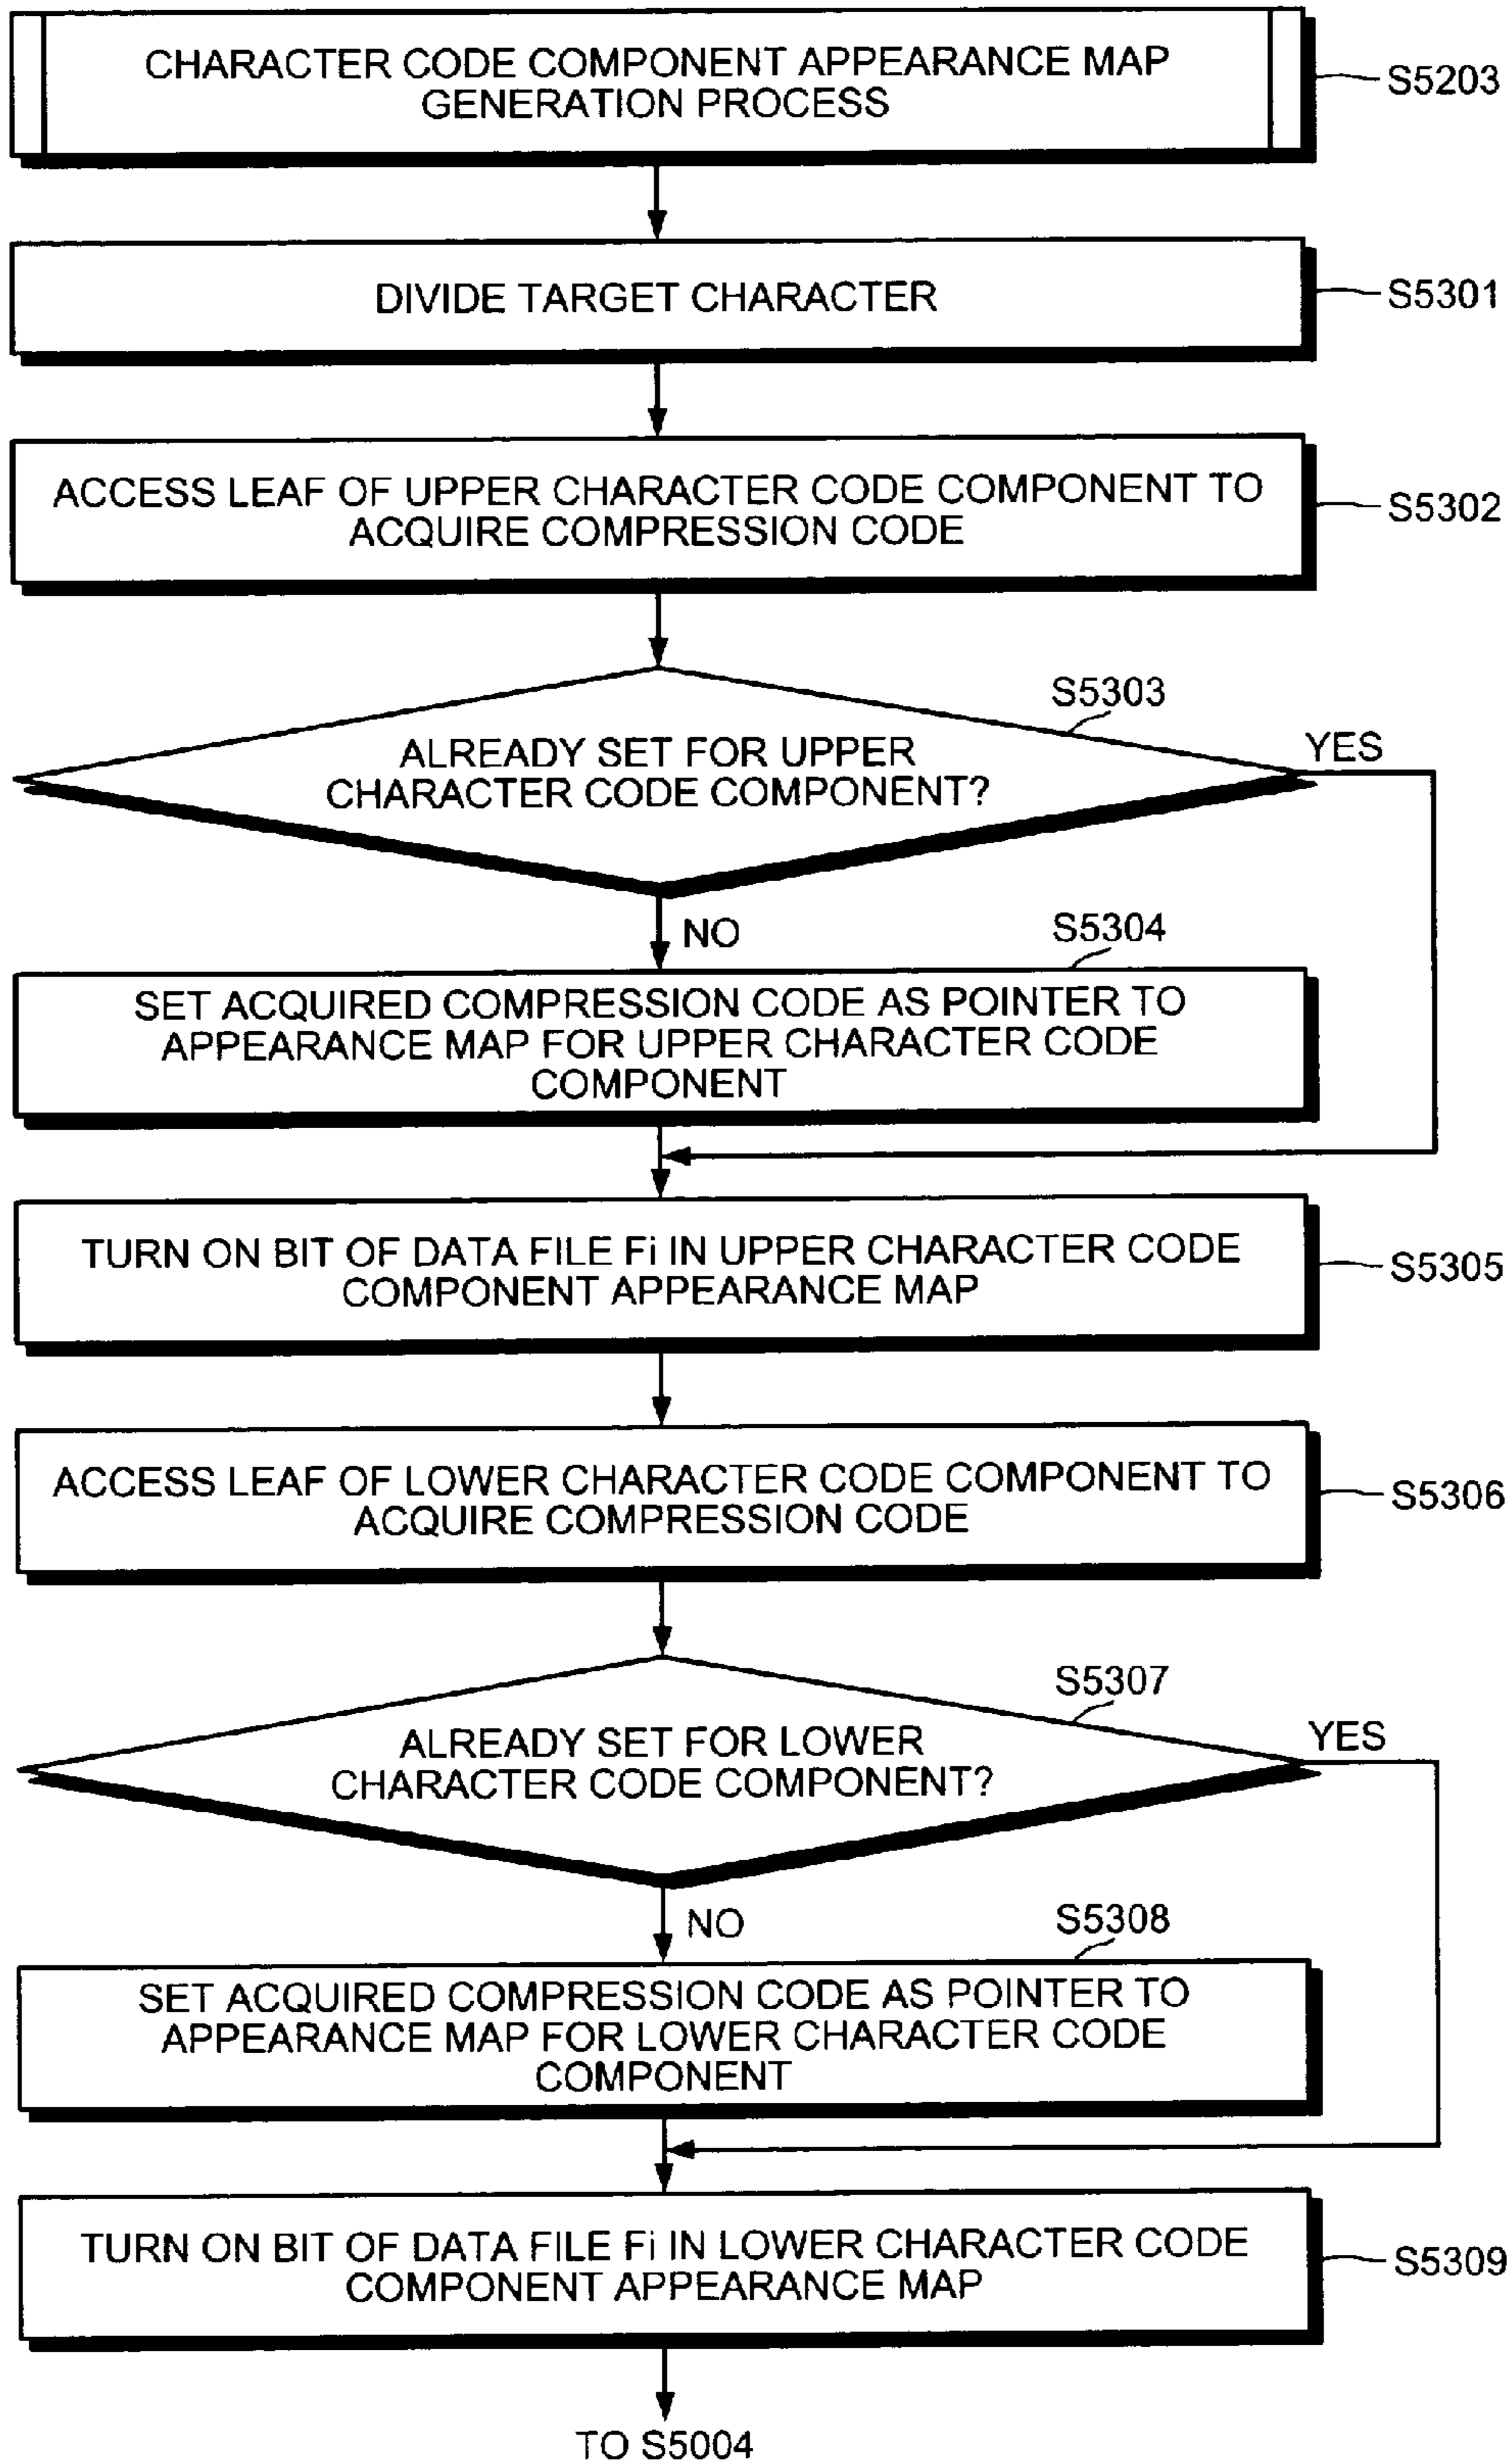 CHARACTER CODE COMPONENT APPEARANCE MAP
GENERATION PROCESS
S5203
DIVIDE TARGET CHARACTER
S5301
ACCESS LEAF OF UPPER CHARACTER CODE COMPONENT TO
ACQUIRE COMPRESSION CODE
S5302
S5303
ALREADY SET FOR UPPER
CHARACTER CODE COMPONENT?
YES
NO
S5304
SET ACQUIRED COMPRESSION CODE AS POINTER TO
APPEARANCE MAP FOR UPPER CHARACTER CODE
COMPONENT
TURN ON BIT OF DATA FILE Fi IN UPPER CHARACTER CODE
COMPONENT APPEARANCE MAP
S5305
ACCESS LEAF OF LOWER CHARACTER CODE COMPONENT TO
ACQUIRE COMPRESSION CODE
S5306
S5307
ALREADY SET FOR LOWER
CHARACTER CODE COMPONENT?
YES
NO
S5308
SET ACQUIRED COMPRESSION CODE AS POINTER TO
APPEARANCE MAP FOR LOWER CHARACTER CODE
COMPONENT
TURN ON BIT OF DATA FILE Fi IN LOWER CHARACTER CODE
COMPONENT APPEARANCE MAP
S5309
TO S5004